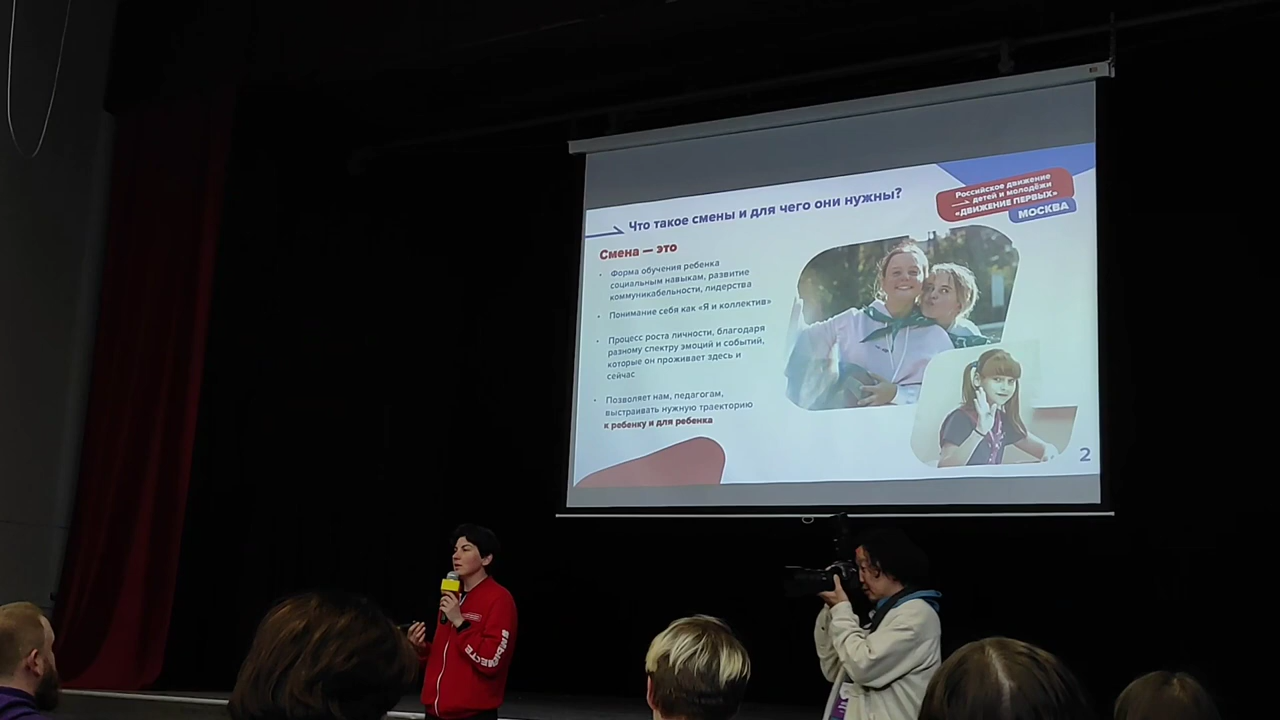 Что такое смены и для чего они нужны?
Российское движение
детей и молодёжи
«ДВИЖЕНИЕ ПЕРВЫХ»
МОСКВА
Смена — это
• Форма обучения ребенка
социальным навыкам, развитие
коммуникабельности, лидерства
• Понимание себя как «Я и коллектив»
• Процесс роста личности, благодаря
разному спектру эмоций и событий,
которые он проживает здесь и
сейчас
• Позволяет нам, педагогам,
выстраивать нужную траекторию
к ребенку и для ребенка
2